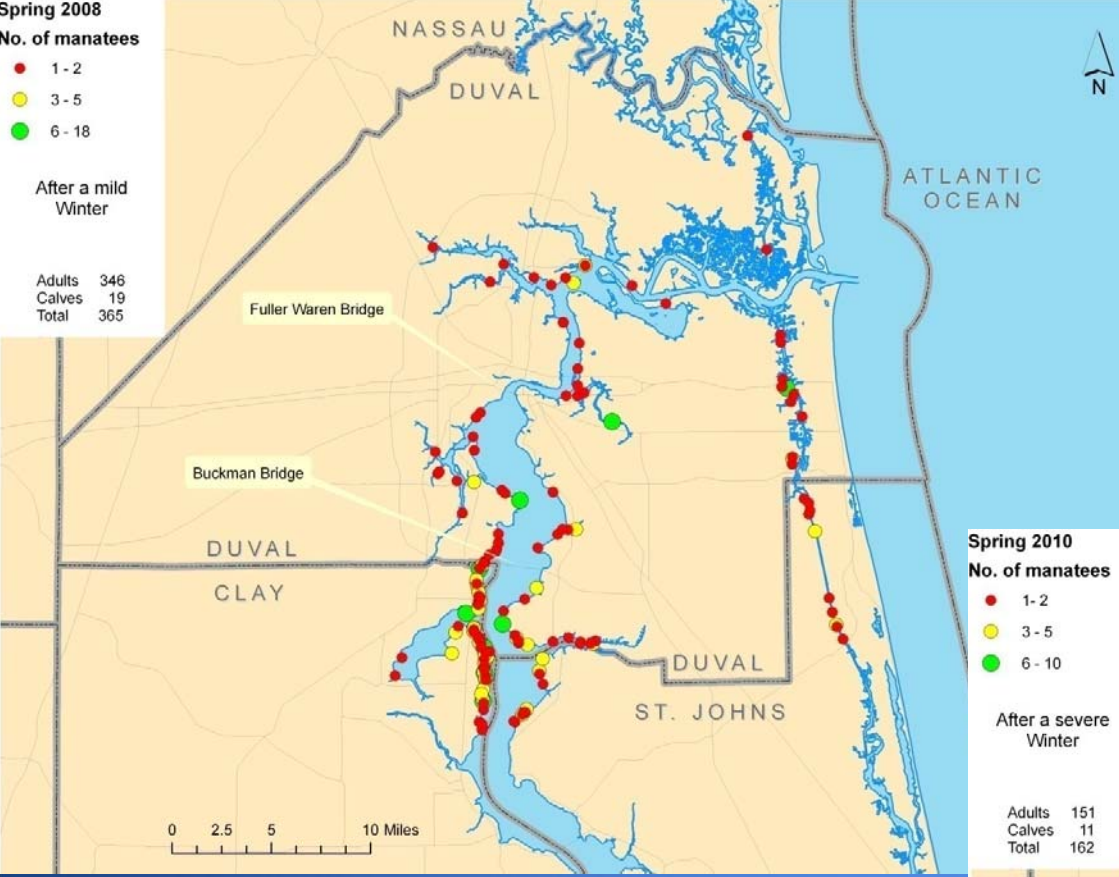 Spring 2008
No. of manatees
1 - 2
3 - 5
6 - 18
After a mild
Winter
Adults 346
Calves 19
Total 365
NASSAU
DUVAL
N
ATLANTIC
OCEAN
Fuller Waren Bridge
Buckman Bridge
DUVAL
CLAY
DUVAL
ST. JOHNS
0 2.5 5 10 Miles
Spring 2010
No. of manatees
1- 2
3 - 5
6 - 10
After a severe
Winter
Adults 151
Calves 11
Total 162